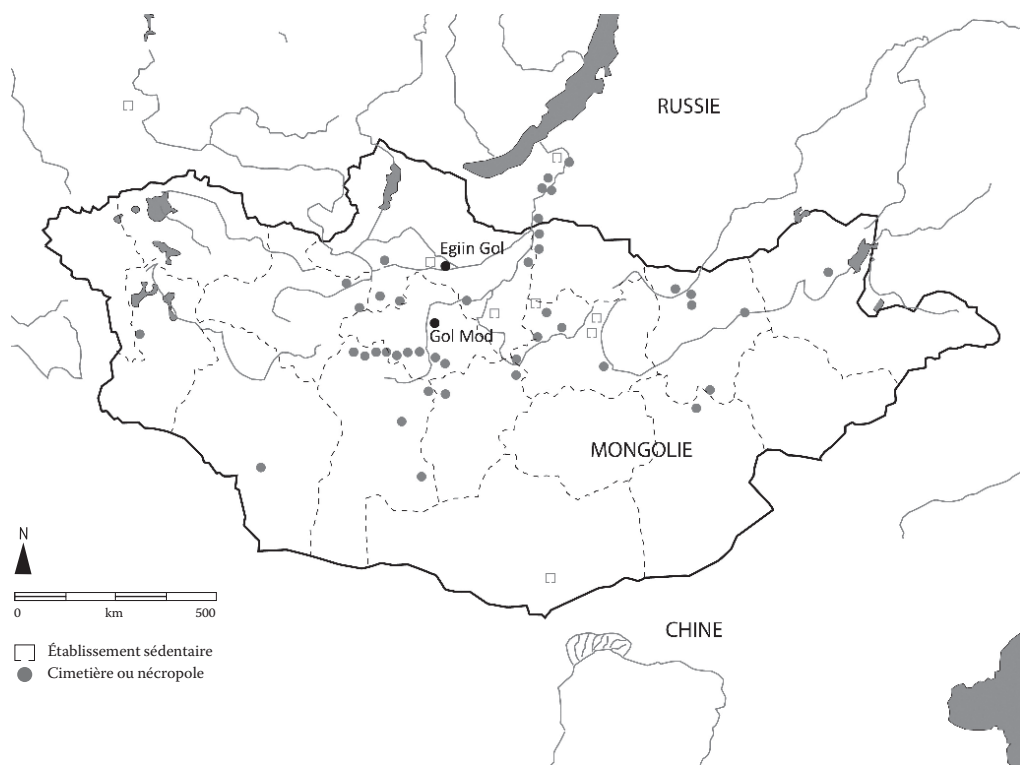 RUSSIE
Egiin Gol
Gol Mod
MONGOLIE
N
0 km 500
CHINE
Établissement sédentaire
Cimetière ou nécropole